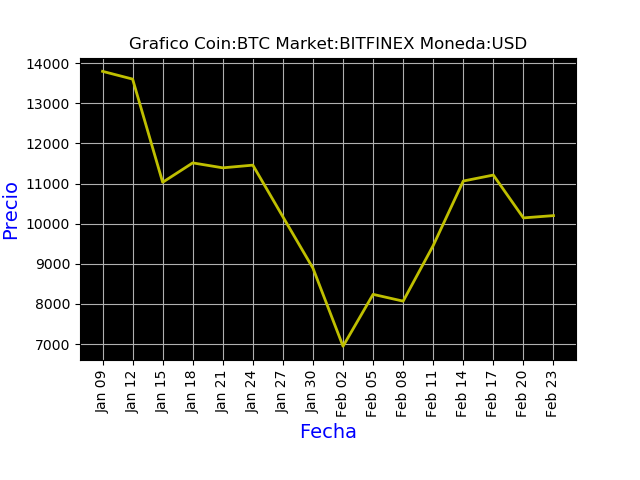 Grafico Coin:BTC Market:BITFINEX Moneda:USD
14000
13000
12000
11000
10000
9000
8000
7000
Precio
Jan 09
Jan 12
Jan 15
Jan 18
Jan 21
Jan 24
Jan 27
Jan 30
Feb 02
Feb 05
Feb 08
Feb 11
Feb 14
Feb 17
Feb 20
Feb 23
Fecha